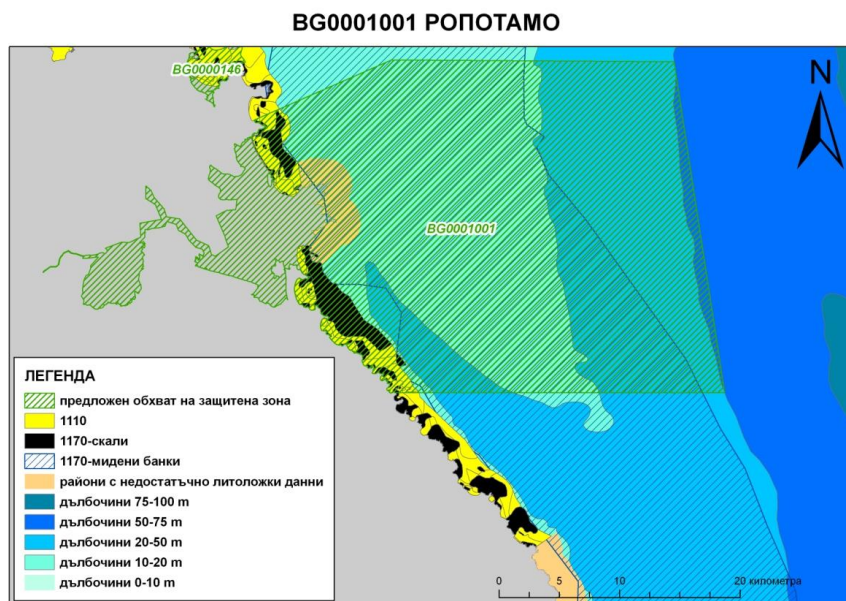 BG0001001 РОПОТАМО
BG0000146
N
BG0001001
ЛЕГЕНДА
предложен обхват на защитена зона
1110
1170-скали
1170-мидени банки
райони с недостатъчно литоложки данни
дълбочини 75-100 m
дълбочини 50-75 m
дълбочини 20-50 m
дълбочини 10-20 m
дълбочини 0-10 m
0 5 10 20 километра